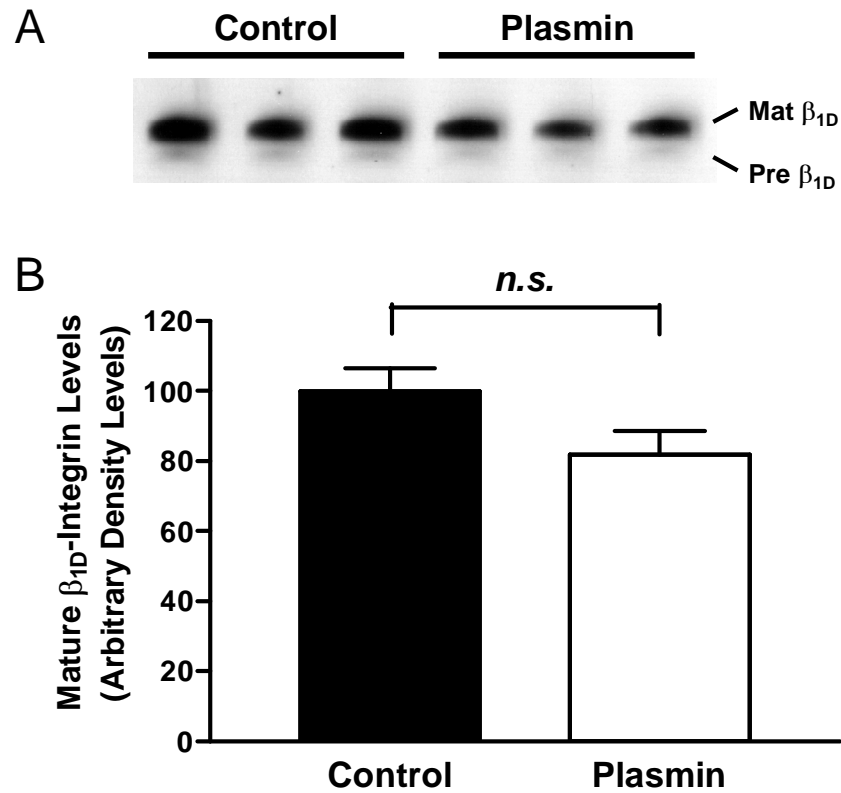 A
Control Plasmin
Mat β1D
Pre β1D
B
n.s.
Mature β1D-Integrin Levels
(Arbitrary Density Levels)
120
100
80
60
40
20
0
Control Plasmin